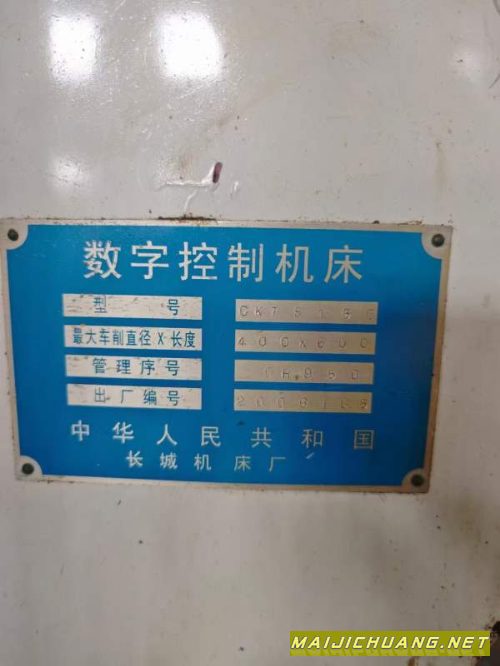 数字控制机床
型 号
最大车削直径×长度 400X600
管理序号
出厂编号
中华人民共和国
长城机床厂
MAIJICHUANG.NET